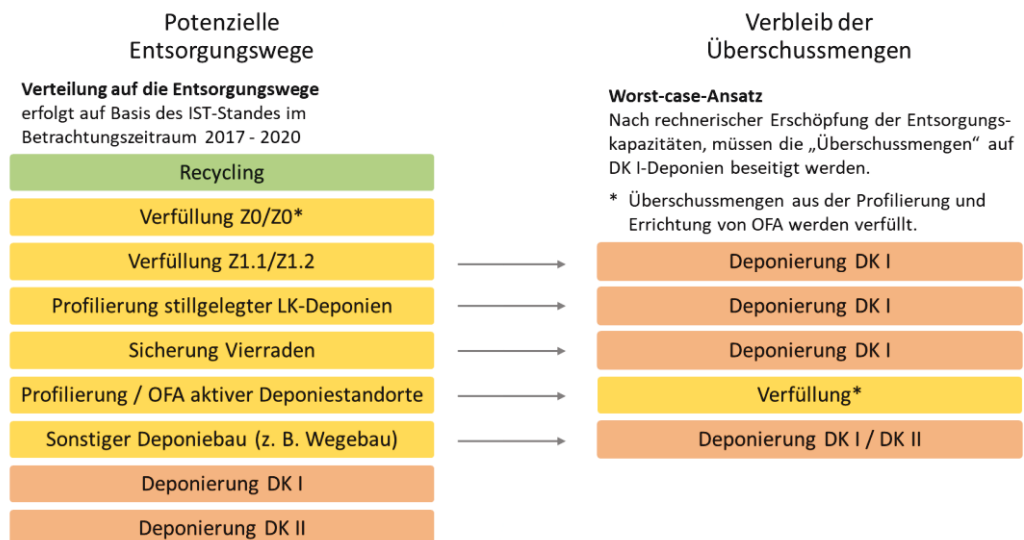 Potenzielle
Entsorgungswege
Verteilung auf die Entsorgungswege
erfolgt auf Basis des IST-Standes im
Betrachtungszeitraum 2017 - 2020
Recycling
Verfüllung Z0/Z0*
Verfüllung Z1.1/Z1.2
Profilierung stillgelegter LK-Deponien
Sicherung Vierraden
Profilierung / OFA aktiver Deponiestandorte
Sonstiger Deponiebau (z. B. Wegebau)
Deponierung DK I
Deponierung DK II
Verbleib der
Überschussmengen
Worst-case-Ansatz
Nach rechnerischer Erschöpfung der Entsorgungs-
kapazitäten, müssen die „Überschussmengen“ auf
DK I-Deponien beseitigt werden.
* Überschussmengen aus der Profilierung und
Errichtung von OFA werden verfüllt.
Deponierung DK I
Deponierung DK I
Deponierung DK I
Verfüllung*
Deponierung DK I / DK II